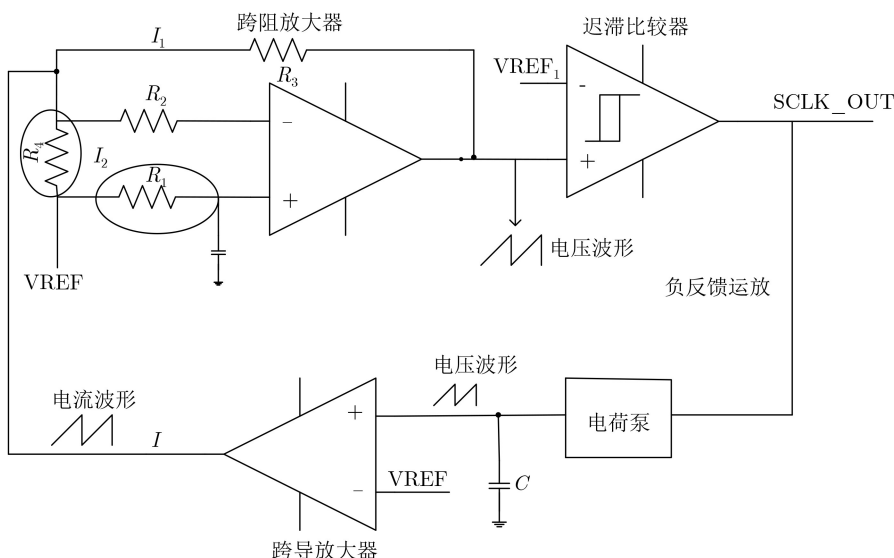 跨阻放大器
迟滞比较器
I₁
R₃
VREF₁
-
SCLK_OUT
R₂
−
R₄
I₂
R₁
+
+
VREF
电压波形
负反馈运放
电压波形
电流波形
+
电荷泵
I
VREF
−
C
跨导放大器